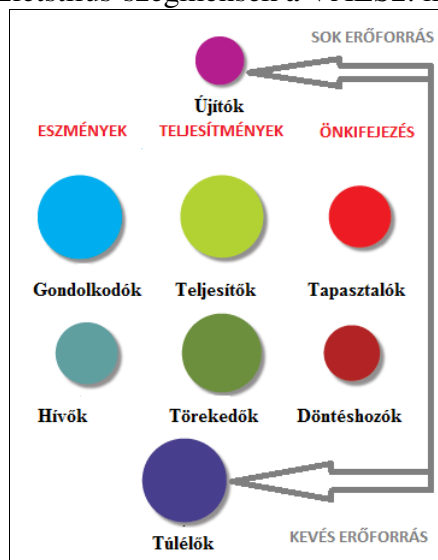 SOK ERŐFORRÁS
Újítók
ESZMÉNYEK TELJESÍTMÉNYEK ÖNKIFEJEZÉS
Gondolkodók Teljesítők Tapasztalók
Hívők Törekedők Döntéshozók
Túlélők
KEVÉS ERŐFORRÁS